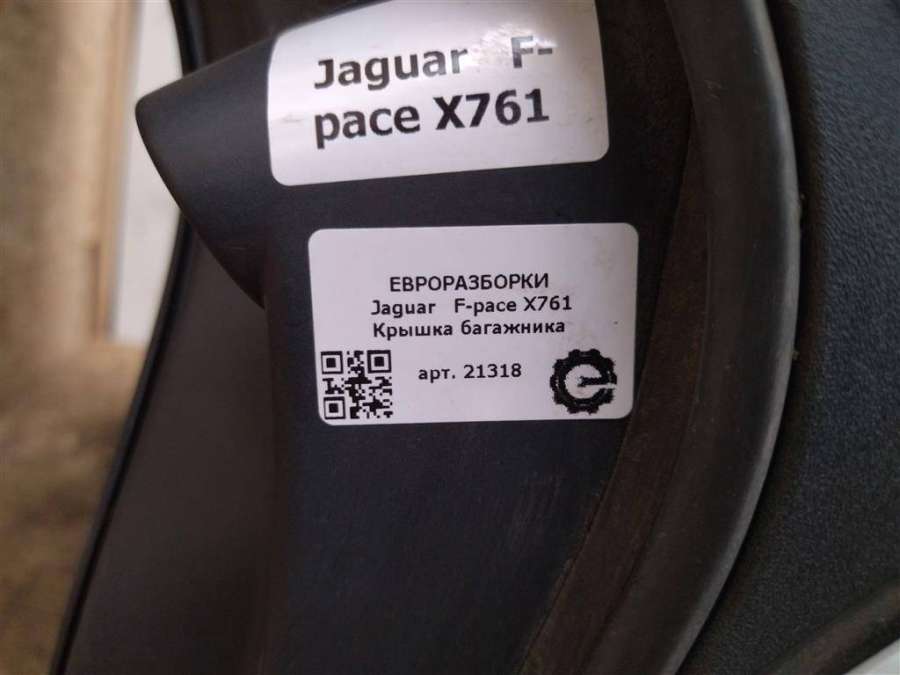 Jaguar F-
pace X761
ЕВРОРАЗБОРКИ
Jaguar F-pace X761
Крышка багажника
арт. 21318